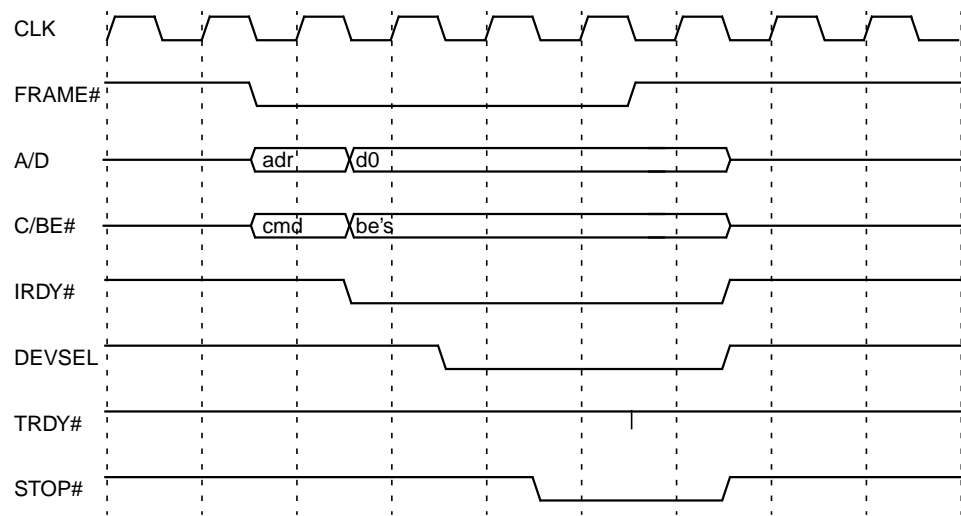 CLK
FRAME#
A/D adr d0
C/BE# cmd be's
IRDY#
DEVSEL
TRDY#
STOP#